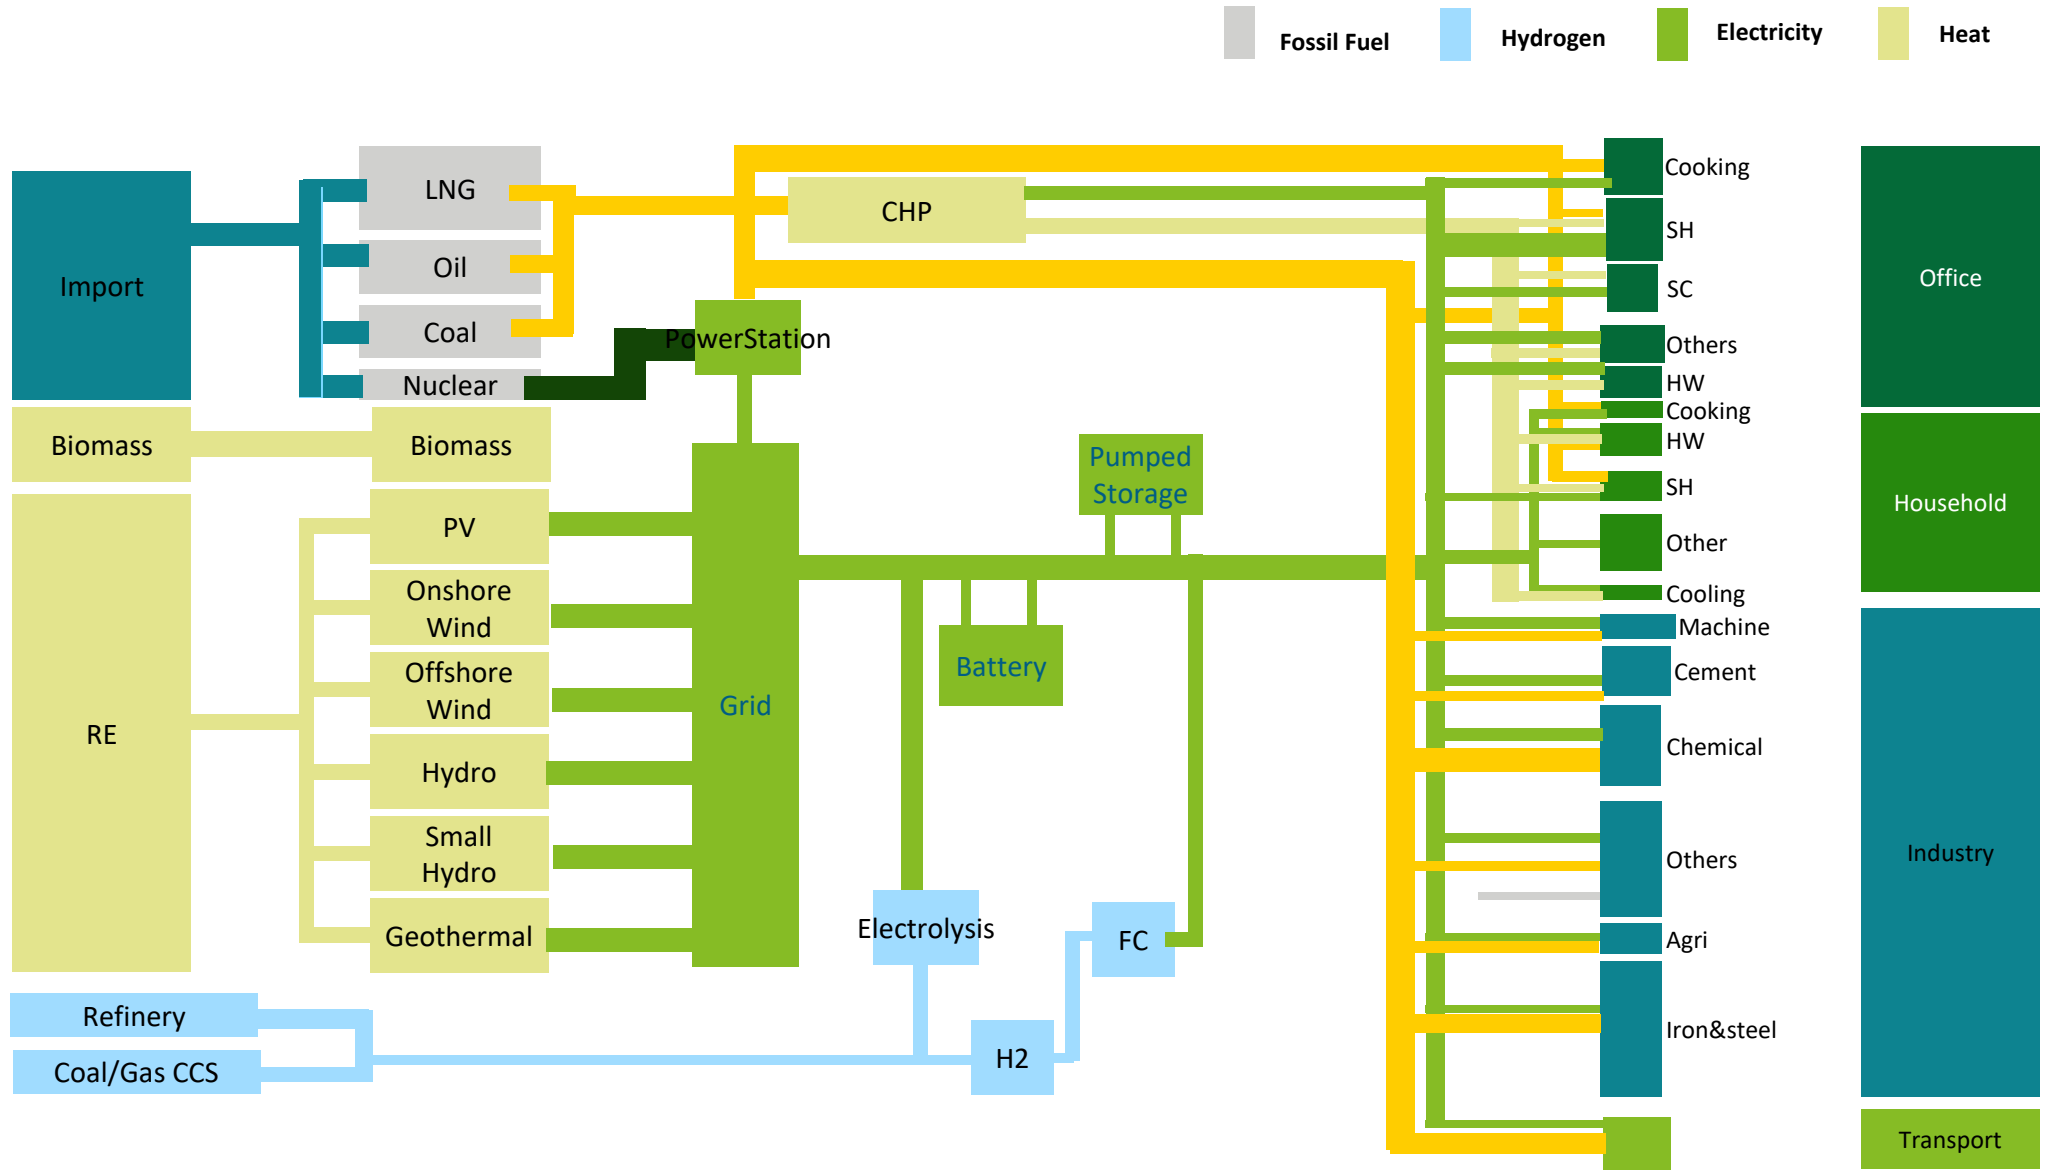 Fossil Fuel
Hydrogen
Electricity
Heat
Import
LNG
Oil
Coal
Nuclear
CHP
PowerStation
Biomass
Biomass
RE
PV
Onshore
Wind
Offshore
Wind
Hydro
Small
Hydro
Geothermal
Grid
Pumped
Storage
Battery
Electrolysis
FC
H2
Refinery
Coal/Gas CCS
Cooking
SH
SC
Others
HW
Cooking
HW
SH
Other
Cooling
Machine
Cement
Chemical
Others
Agri
Iron&steel
Office
Household
Industry
Transport